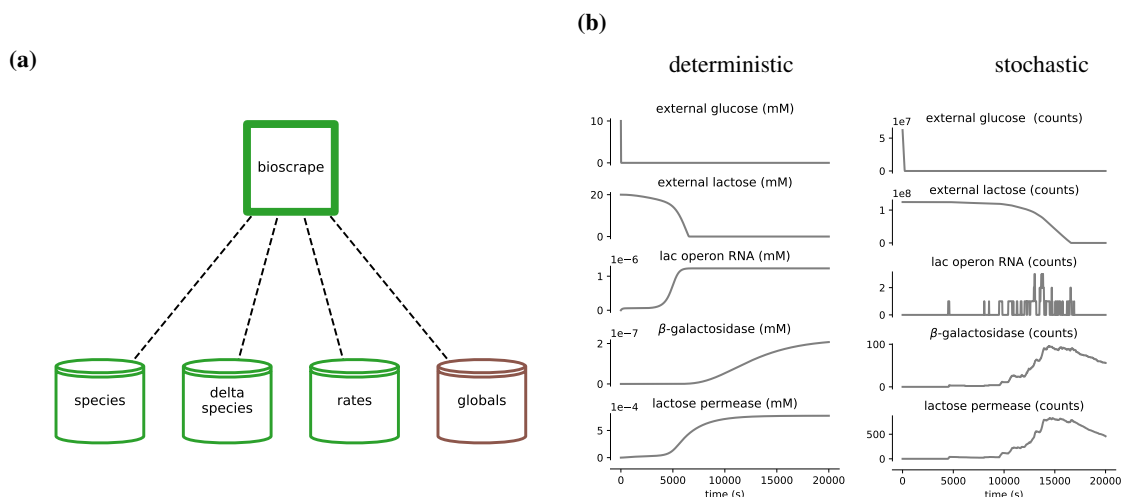 (a)
bioscrape
species
delta
species
rates
globals
(b)
deterministic
external glucose (mM)
10
0
external lactose (mM)
20
0
lac operon RNA (mM)
1e−6
1
0
β-galactosidase (mM)
1e−7
2
0
lactose permease (mM)
1e−4
5
0
0 5000 10000 15000 20000
time (s)
stochastic
external glucose (counts)
1e7
5
0
external lactose (counts)
1e8
1
0
lac operon RNA (counts)
2
0
β-galactosidase (counts)
100
0
lactose permease (counts)
500
0
0 5000 10000 15000 20000
time (s)